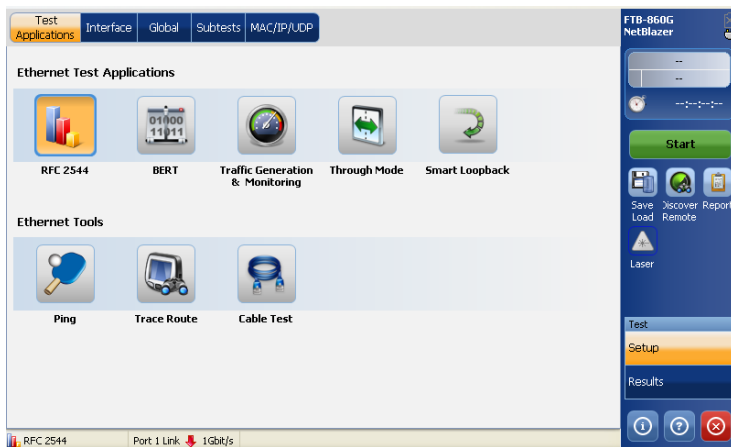 Test Applications
Interface
Global
Subtests
MAC/IP/UDP
FTB-860G
NetBlazer
--
--
--:--:--:--
Start
Save
Load
Discover
Remote
Report
Laser
Ethernet Test Applications
01000
11011
RFC 2544
BERT
Traffic Generation
& Monitoring
Through Mode
Smart Loopback
Ethernet Tools
Ping
Trace Route
Cable Test
Test
Setup
Results
RFC 2544
Port 1 Link
1Gbit/s